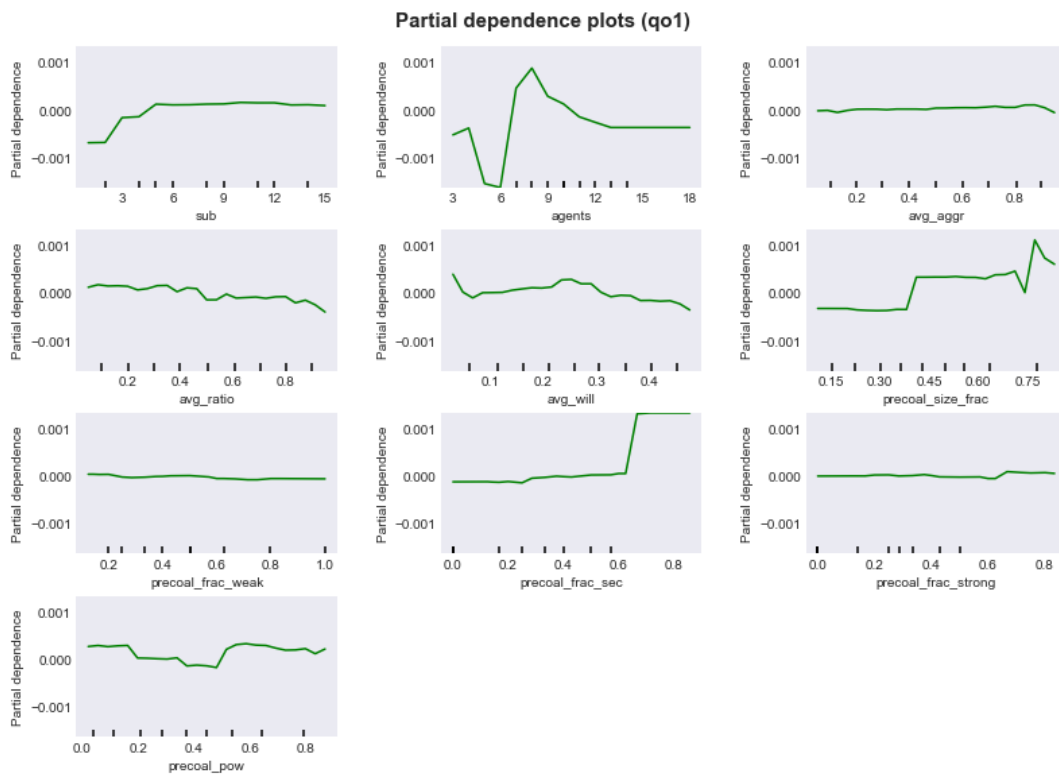 Partial dependence plots (qo1)
Partial dependence
0.001
0.000
−0.001
3 6 9 12 15
sub
Partial dependence
0.001
0.000
−0.001
3 6 9 12 15 18
agents
Partial dependence
0.001
0.000
−0.001
0.2 0.4 0.6 0.8
avg_aggr
Partial dependence
0.001
0.000
−0.001
0.2 0.4 0.6 0.8
avg_ratio
Partial dependence
0.001
0.000
−0.001
0.1 0.2 0.3 0.4
avg_will
Partial dependence
0.001
0.000
−0.001
0.15 0.30 0.45 0.60 0.75
precoal_size_frac
Partial dependence
0.001
0.000
−0.001
0.2 0.4 0.6 0.8 1.0
precoal_frac_weak
Partial dependence
0.001
0.000
−0.001
0.0 0.2 0.4 0.6 0.8
precoal_frac_sec
Partial dependence
0.001
0.000
−0.001
0.0 0.2 0.4 0.6 0.8
precoal_frac_strong
Partial dependence
0.001
0.000
−0.001
0.0 0.2 0.4 0.6 0.8
precoal_pow